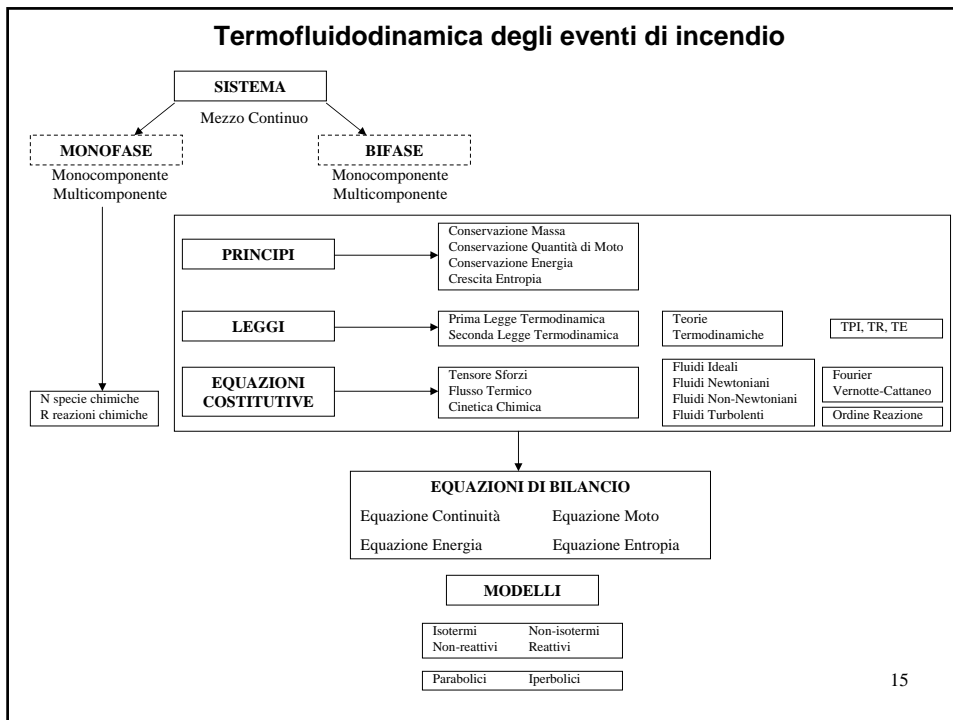 Termofluidodinamica degli eventi di incendio
SISTEMA
Mezzo Continuo
MONOFASE
Monocomponente
Multicomponente
BIFASE
Monocomponente
Multicomponente
PRINCIPI
Conservazione Massa
Conservazione Quantità di Moto
Conservazione Energia
Crescita Entropia
LEGGI
Prima Legge Termodinamica
Seconda Legge Termodinamica
Teorie
Termodinamiche
TPI, TR, TE
EQUAZIONI
COSTITUTIVE
Tensore Sforzi
Flusso Termico
Cinetica Chimica
Fluidi Ideali
Fluidi Newtoniani
Fluidi Non-Newtoniani
Fluidi Turbolenti
Fourier
Vernotte-Cattaneo
Ordine Reazione
N specie chimiche
R reazioni chimiche
EQUAZIONI DI BILANCIO
Equazione Continuità Equazione Moto
Equazione Energia Equazione Entropia
MODELLI
Isotermi Non-isotermi
Non-reattivi Reattivi
Parabolici Iperbolici
15